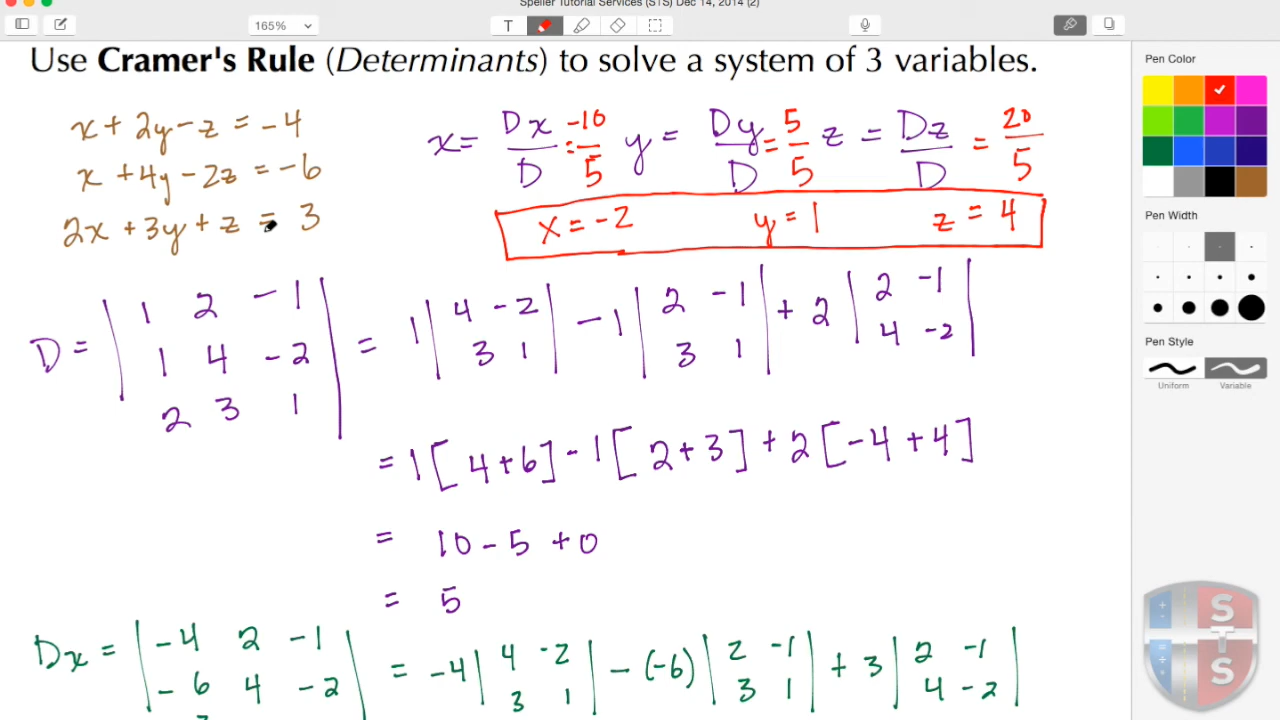 Speller Tutorial Services (STS) Dec 14, 2014 (2)
165%
T
Use Cramer's Rule (Determinants) to solve a system of 3 variables.
x + 2y - z = -4
x + 4y - 2z = -6
2x + 3y + z = 3
x = Dx/D = -10/5 y = Dy/D = 5/5 z = Dz/D = 20/5
x = -2 y = 1 z = 4
D = | 1 2 -1 | = 1 | 4 -2 | - 1 | 2 -1 | + 2 | 2 -1 |
| 1 4 -2 | | 3 1 | | 3 1 | | 4 -2 |
| 2 3 1 |
= 1[4+6] - 1[2+3] + 2[-4+4]
= 10 - 5 + 0
= 5
Dx = | -4 2 -1 | = -4 | 4 -2 | - (-6) | 2 -1 | + 3 | 2 -1 |
| -6 4 -2 | | 3 1 | | 3 1 | | 4 -2 |
Pen Color
Pen Width
Pen Style
Uniform Variable
STS